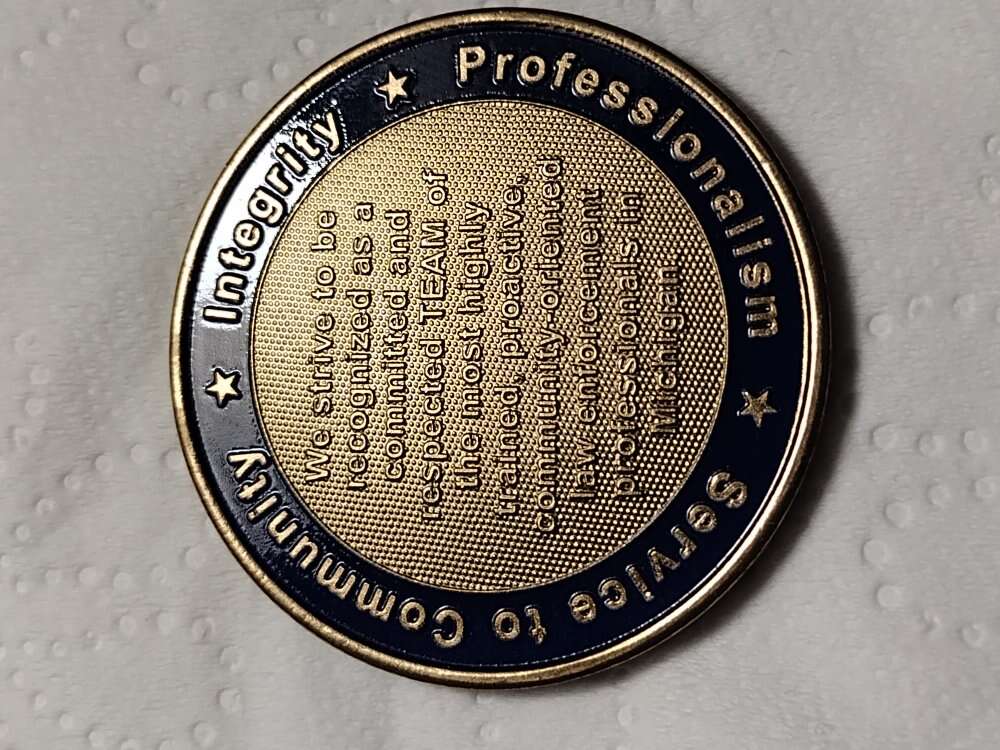 Integrity ★ Professionalism ★
Service to Community ★
We strive to be
recognized as a
committed and
respected TEAM of
the most highly
trained, proactive,
community-oriented
law enforcement
professionals in
Michigan.